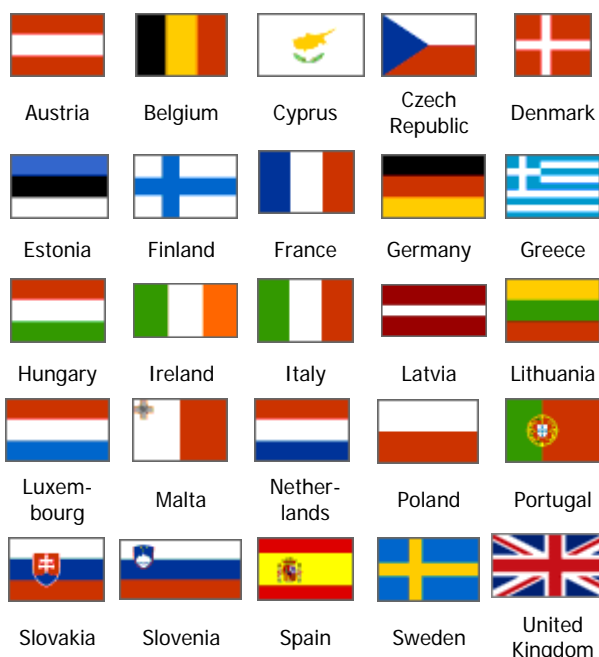 Austria
Belgium
Cyprus
Czech
Republic
Denmark
Estonia
Finland
France
Germany
Greece
Hungary
Ireland
Italy
Latvia
Lithuania
Luxem-
bourg
Malta
Nether-
lands
Poland
Portugal
Slovakia
Slovenia
Spain
Sweden
United
Kingdom